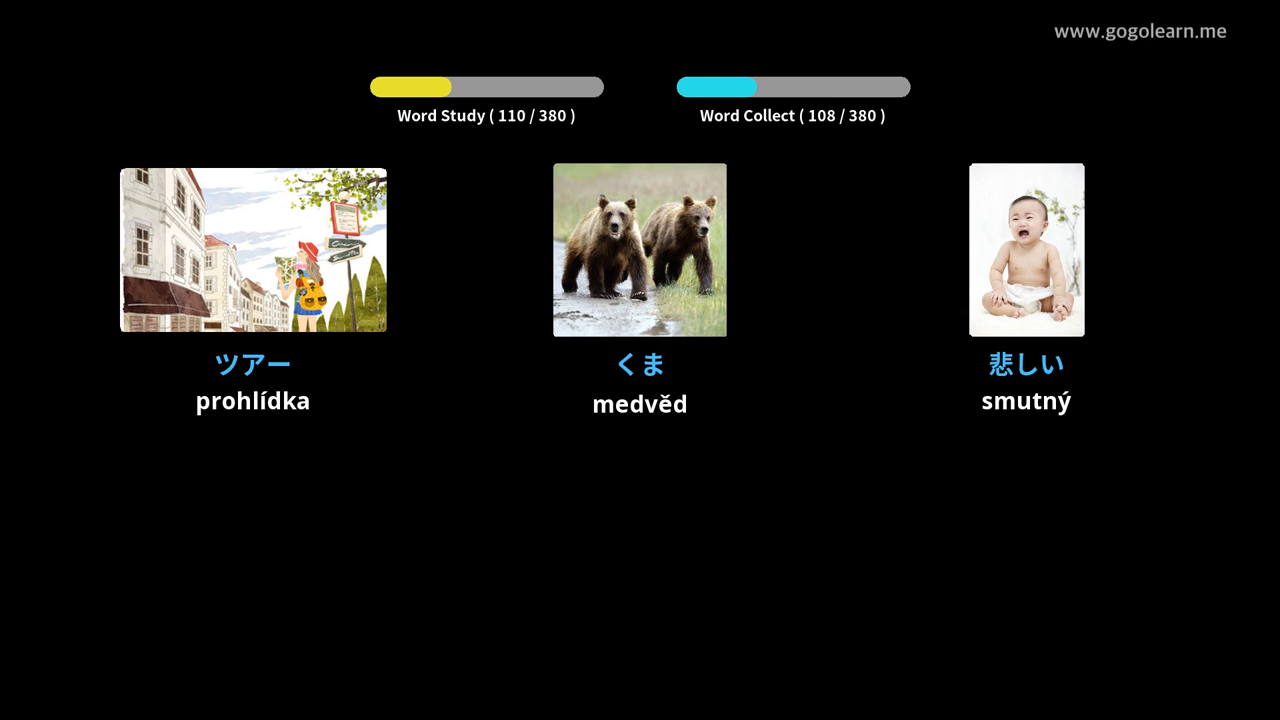 www.gogolearn.me
Word Study ( 110 / 380 )
Word Collect ( 108 / 380 )
ツアー
prohlídka
くま
medvěd
悲しい
smutný